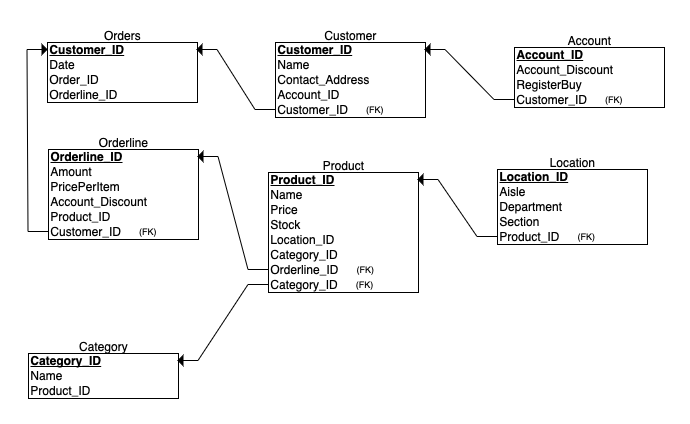 Orders
Customer_ID
Date
Order_ID
Orderline_ID
Customer
Customer_ID
Name
Contact_Address
Account_ID
Customer_ID (FK)
Account
Account_ID
Account_Discount
RegisterBuy
Customer_ID (FK)
Orderline
Orderline_ID
Amount
PricePerItem
Account_Discount
Product_ID
Customer_ID (FK)
Product
Product_ID
Name
Price
Stock
Location_ID
Category_ID
Orderline_ID (FK)
Category_ID (FK)
Location
Location_ID
Aisle
Department
Section
Product_ID (FK)
Category
Category_ID
Name
Product_ID